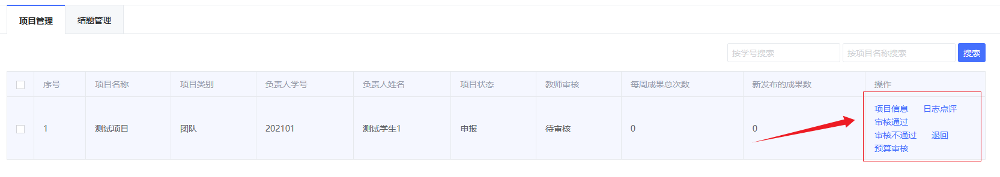 项目管理 结题管理
按学号搜索 按项目名称搜索 搜索
序号 项目名称 项目类别 负责人学号 负责人姓名 项目状态 教师审核 每周成果总次数 新发布的成果数 操作
1 测试项目 团队 202101 测试学生1 申报 待审核 0 0
项目信息 日志点评
审核通过
审核不通过 退回
预算审核